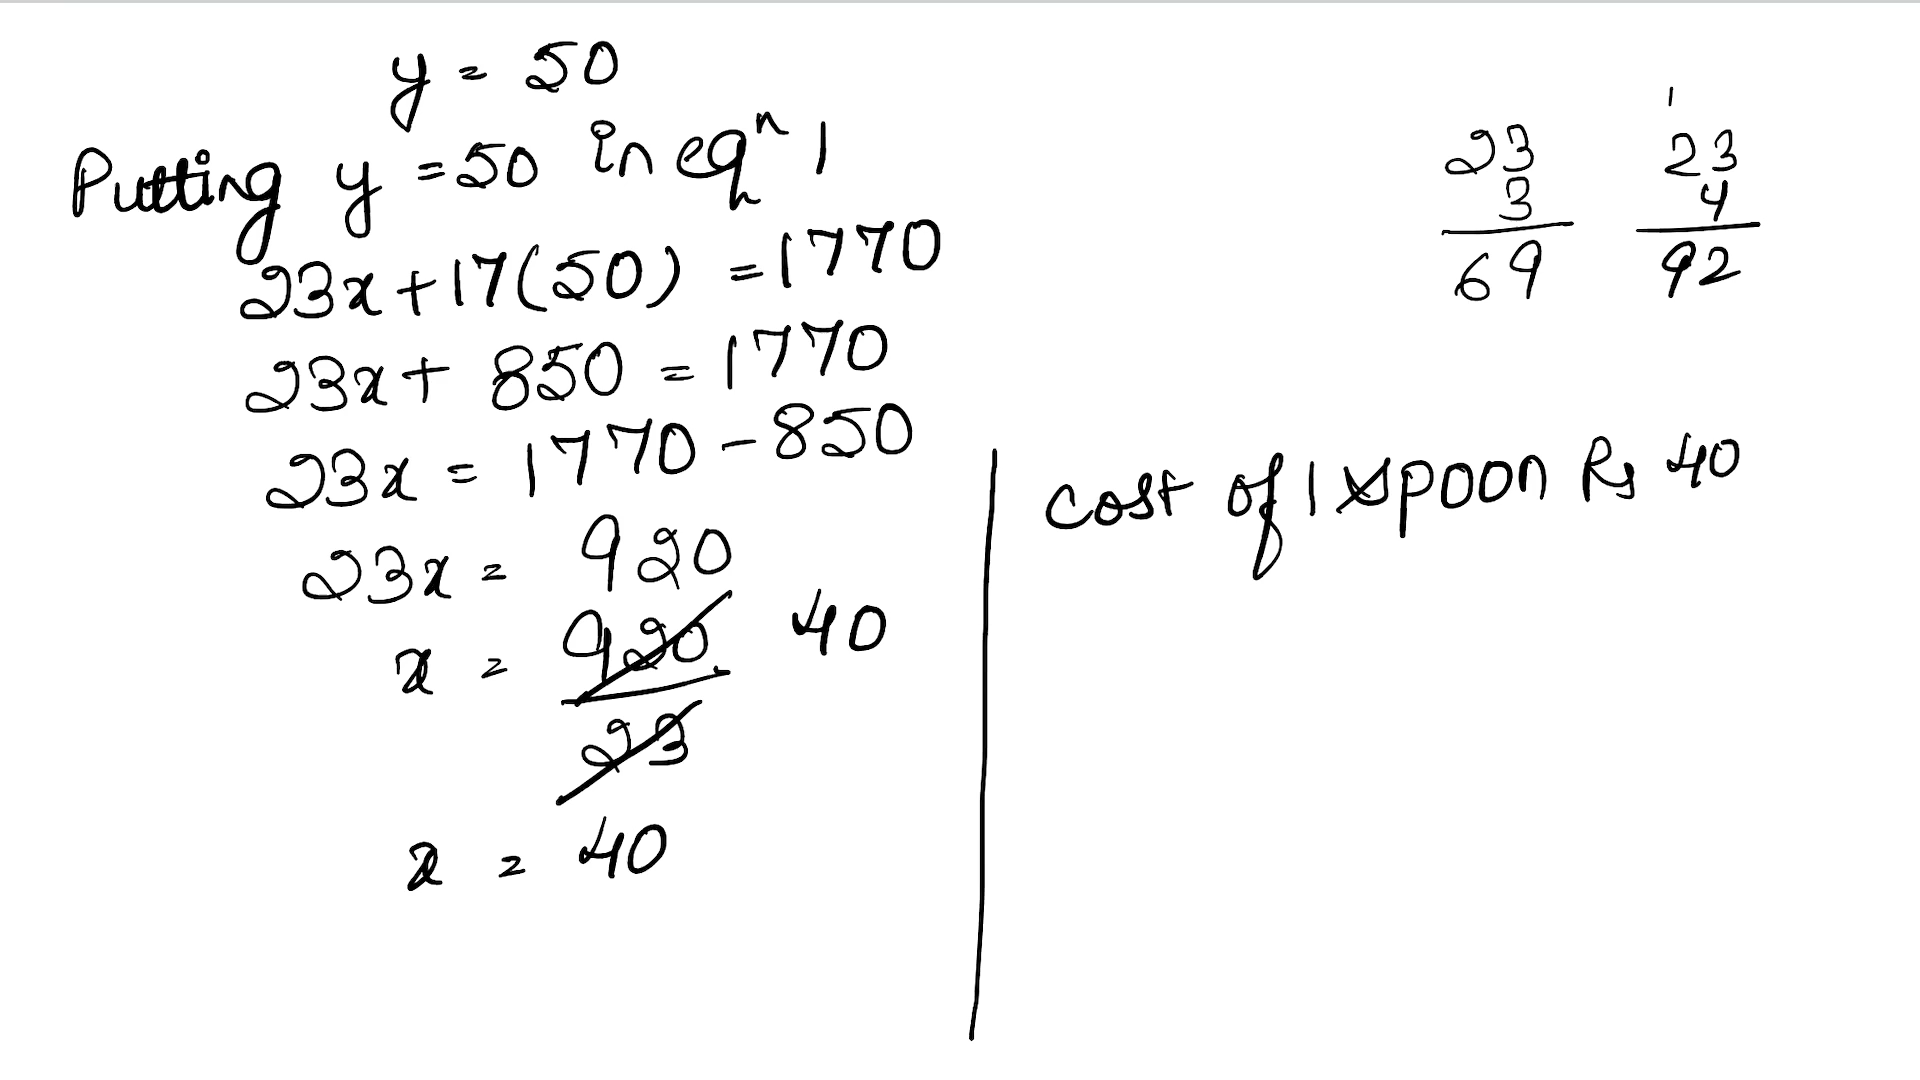 y = 50
Putting y = 50 in eqⁿ 1
23x + 17(50) = 1770
23x + 850 = 1770
23x = 1770 - 850
23x = 920
x = 920/23 40
x = 40
23 3 69
1 23 4 92
cost of 1 spoon Rs 40